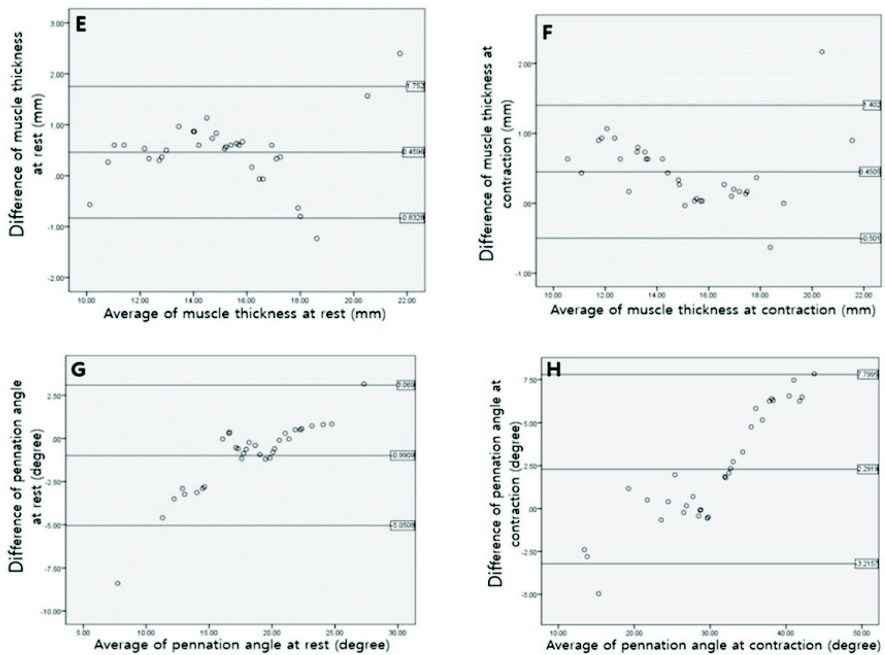 E
3.00
2.00
1.00
.00
-1.00
-2.00
1.752
0.4596
-0.8328
10.00 12.00 14.00 16.00 18.00 20.00 22.00
Difference of muscle thickness
at rest (mm)
Average of muscle thickness at rest (mm)
F
2.00
1.00
0.00
-1.00
1.402
0.4505
-0.501
10.00 12.00 14.00 16.00 18.00 20.00 22.00
Difference of muscle thickness at
contraction (mm)
Average of muscle thickness at contraction (mm)
G
2.50
.00
-2.50
-5.00
-7.50
-10.00
3.069
-0.9909
-5.0508
5.00 10.00 15.00 20.00 25.00 30.00
Difference of pennation angle
at rest (degree)
Average of pennation angle at rest (degree)
H
7.50
5.00
2.50
.00
-2.50
-5.00
7.7995
2.2919
-3.2157
10.00 20.00 30.00 40.00 50.00
Difference of pennation angle at
contraction (degree)
Average of pennation angle at contraction (degree)